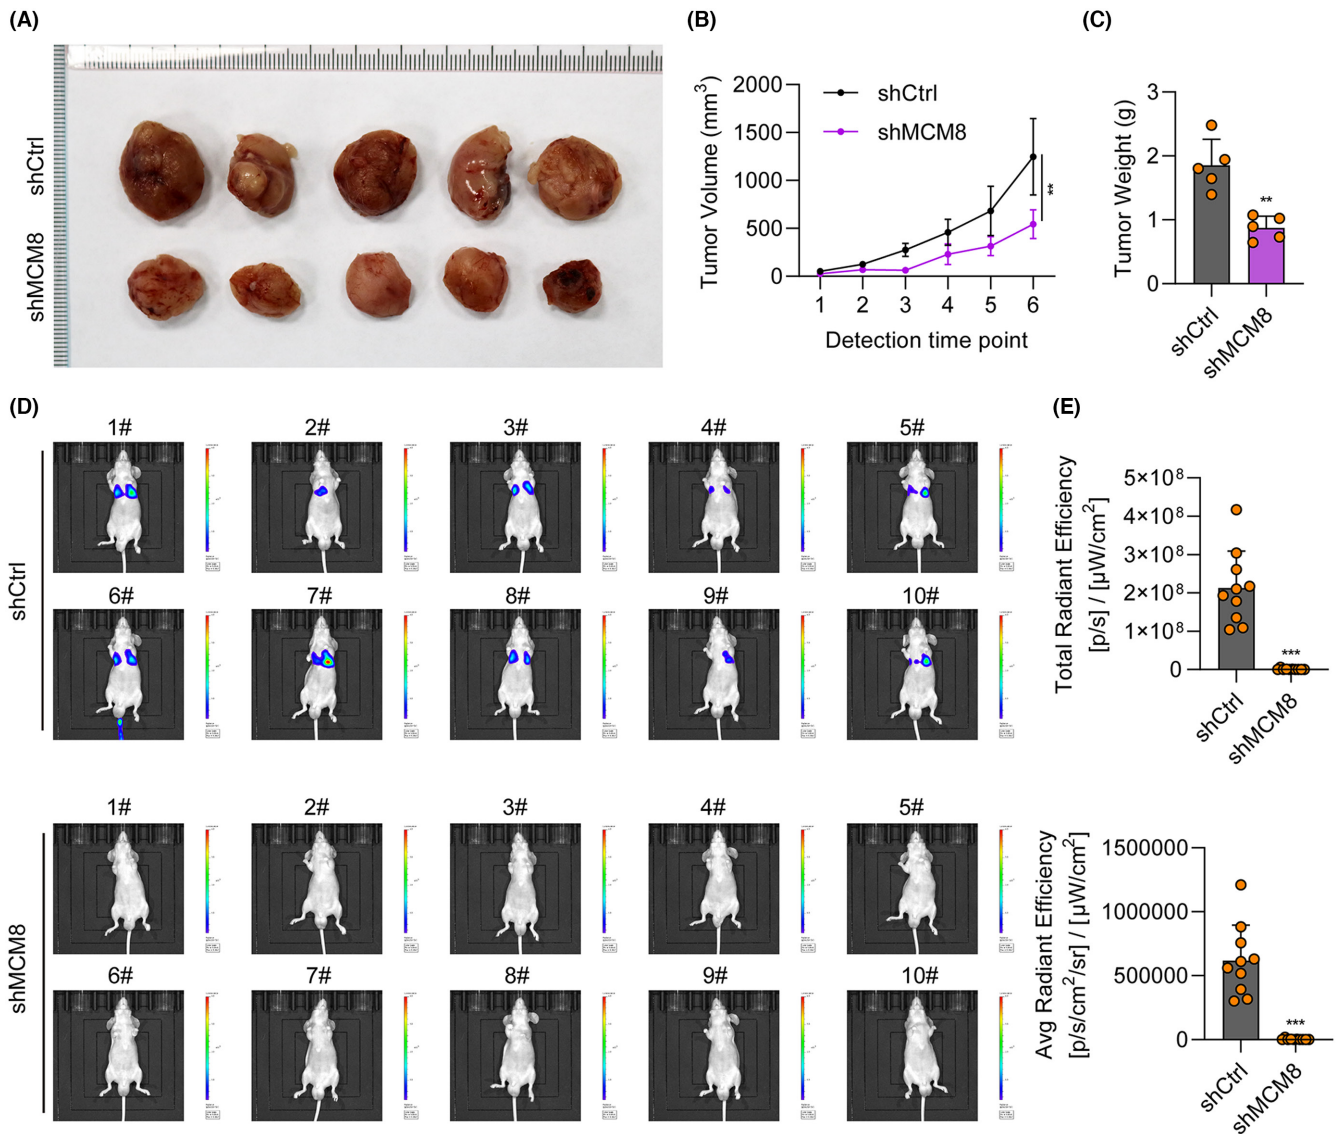 (A)
shCtrl
shMCM8
(B)
Tumor Volume (mm³)
2000
1500
1000
500
0
shCtrl
shMCM8
**
1 2 3 4 5 6
Detection time point
(C)
Tumor Weight (g)
3
2
1
0
**
shCtrl
shMCM8
(D)
shCtrl
1# 2# 3# 4# 5#
6# 7# 8# 9# 10#
shMCM8
1# 2# 3# 4# 5#
6# 7# 8# 9# 10#
(E)
Total Radiant Efficiency
[p/s] / [µW/cm²]
5×10⁸
4×10⁸
3×10⁸
2×10⁸
1×10⁸
0
***
shCtrl
shMCM8
Avg Radiant Efficiency
[p/s/cm²/sr] / [µW/cm²]
1500000
1000000
500000
0
***
shCtrl
shMCM8